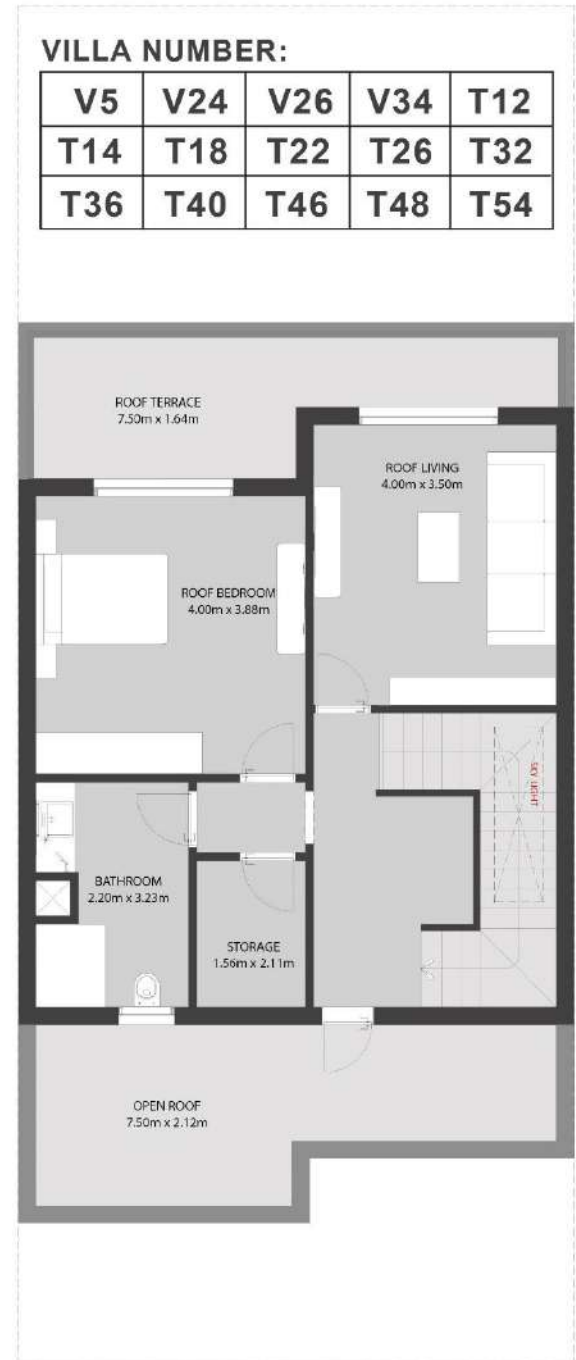 VILLA NUMBER:
V5 V24 V26 V34 T12
T14 T18 T22 T26 T32
T36 T40 T46 T48 T54
ROOF TERRACE
7.50m x 1.64m
ROOF LIVING
4.00m x 3.50m
ROOF BEDROOM
4.00m x 3.88m
SKY LIGHT
BATHROOM
2.20m x 3.23m
STORAGE
1.56m x 2.11m
OPEN ROOF
7.50m x 2.12m